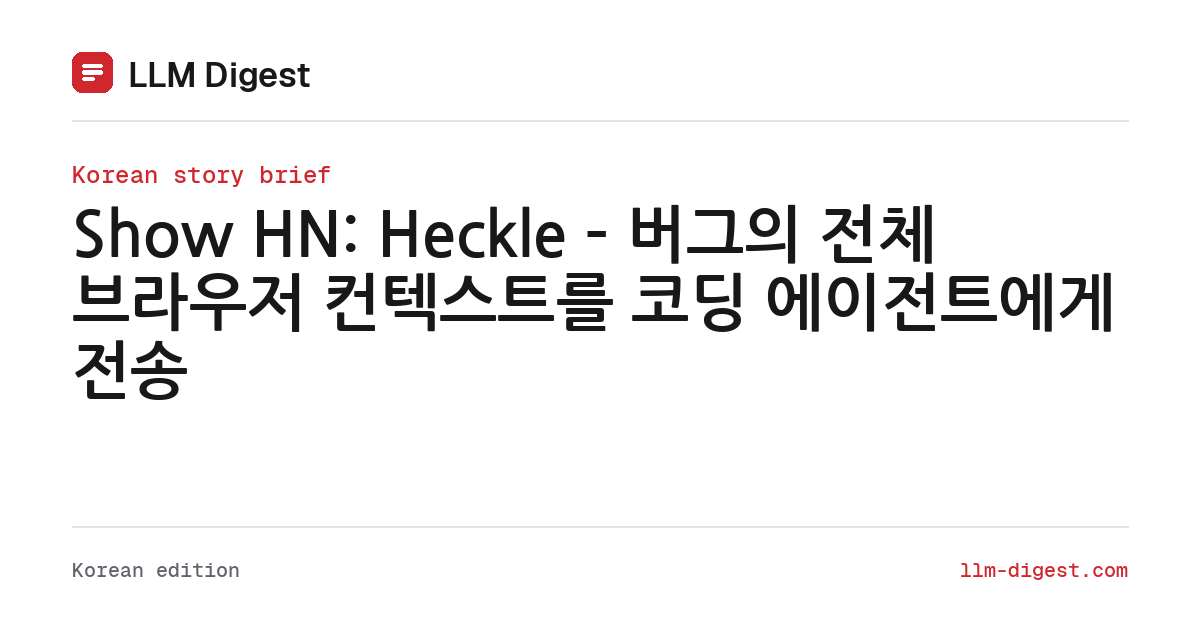 LLM Digest
Korean story brief
Show HN: Heckle - 버그의 전체
브라우저 컨텍스트를 코딩 에이전트에게
전송
Korean edition
llm-digest.com